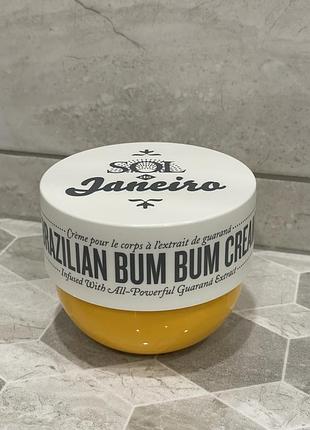 SOL
de
Janeiro
Crème pour le corps à l'extrait de guarana
BRAZILIAN BUM BUM CREAM
Infused With All-Powerful Guaraná Extract